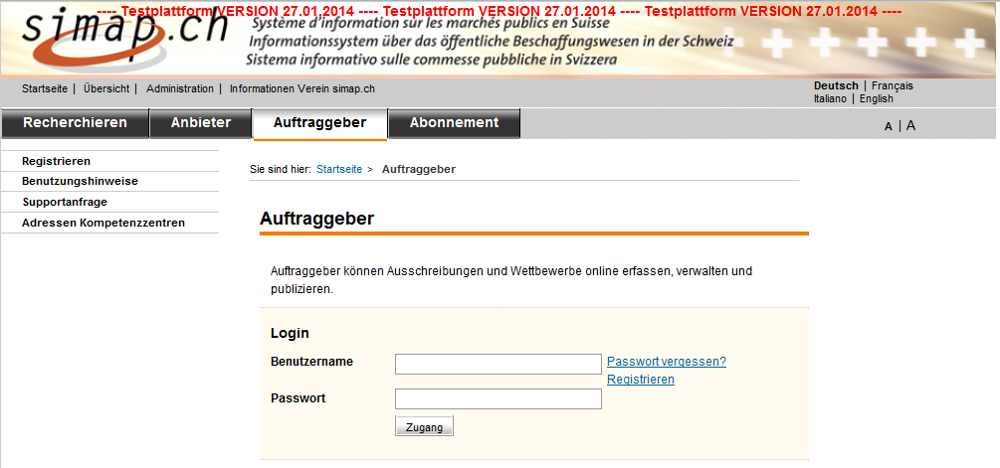 ---- Testplattform VERSION 27.01.2014 ---- Testplattform VERSION 27.01.2014 ---- Testplattform VERSION 27.01.2014 ----
simap.ch
Système d'information sur les marchés publics en Suisse
Informationssystem über das öffentliche Beschaffungswesen in der Schweiz
Sistema informativo sulle commesse pubbliche in Svizzera
Startseite | Übersicht | Administration | Informationen Verein simap.ch
Deutsch | Français
Italiano | English
Recherchieren Anbieter Auftraggeber Abonnement
A | A
Registrieren
Benutzungshinweise
Supportanfrage
Adressen Kompetenzzentren
Sie sind hier: Startseite > Auftraggeber
Auftraggeber
Auftraggeber können Ausschreibungen und Wettbewerbe online erfassen, verwalten und
publizieren.
Login
Benutzername
Passwort vergessen?
Registrieren
Passwort
Zugang